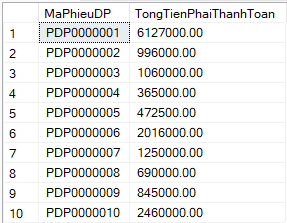 MaPhieuDP TongTienPhaiThanhToan
1 PDP0000001 6127000.00
2 PDP0000002 996000.00
3 PDP0000003 1060000.00
4 PDP0000004 365000.00
5 PDP0000005 472500.00
6 PDP0000006 2016000.00
7 PDP0000007 1250000.00
8 PDP0000008 690000.00
9 PDP0000009 845000.00
10 PDP0000010 2460000.00